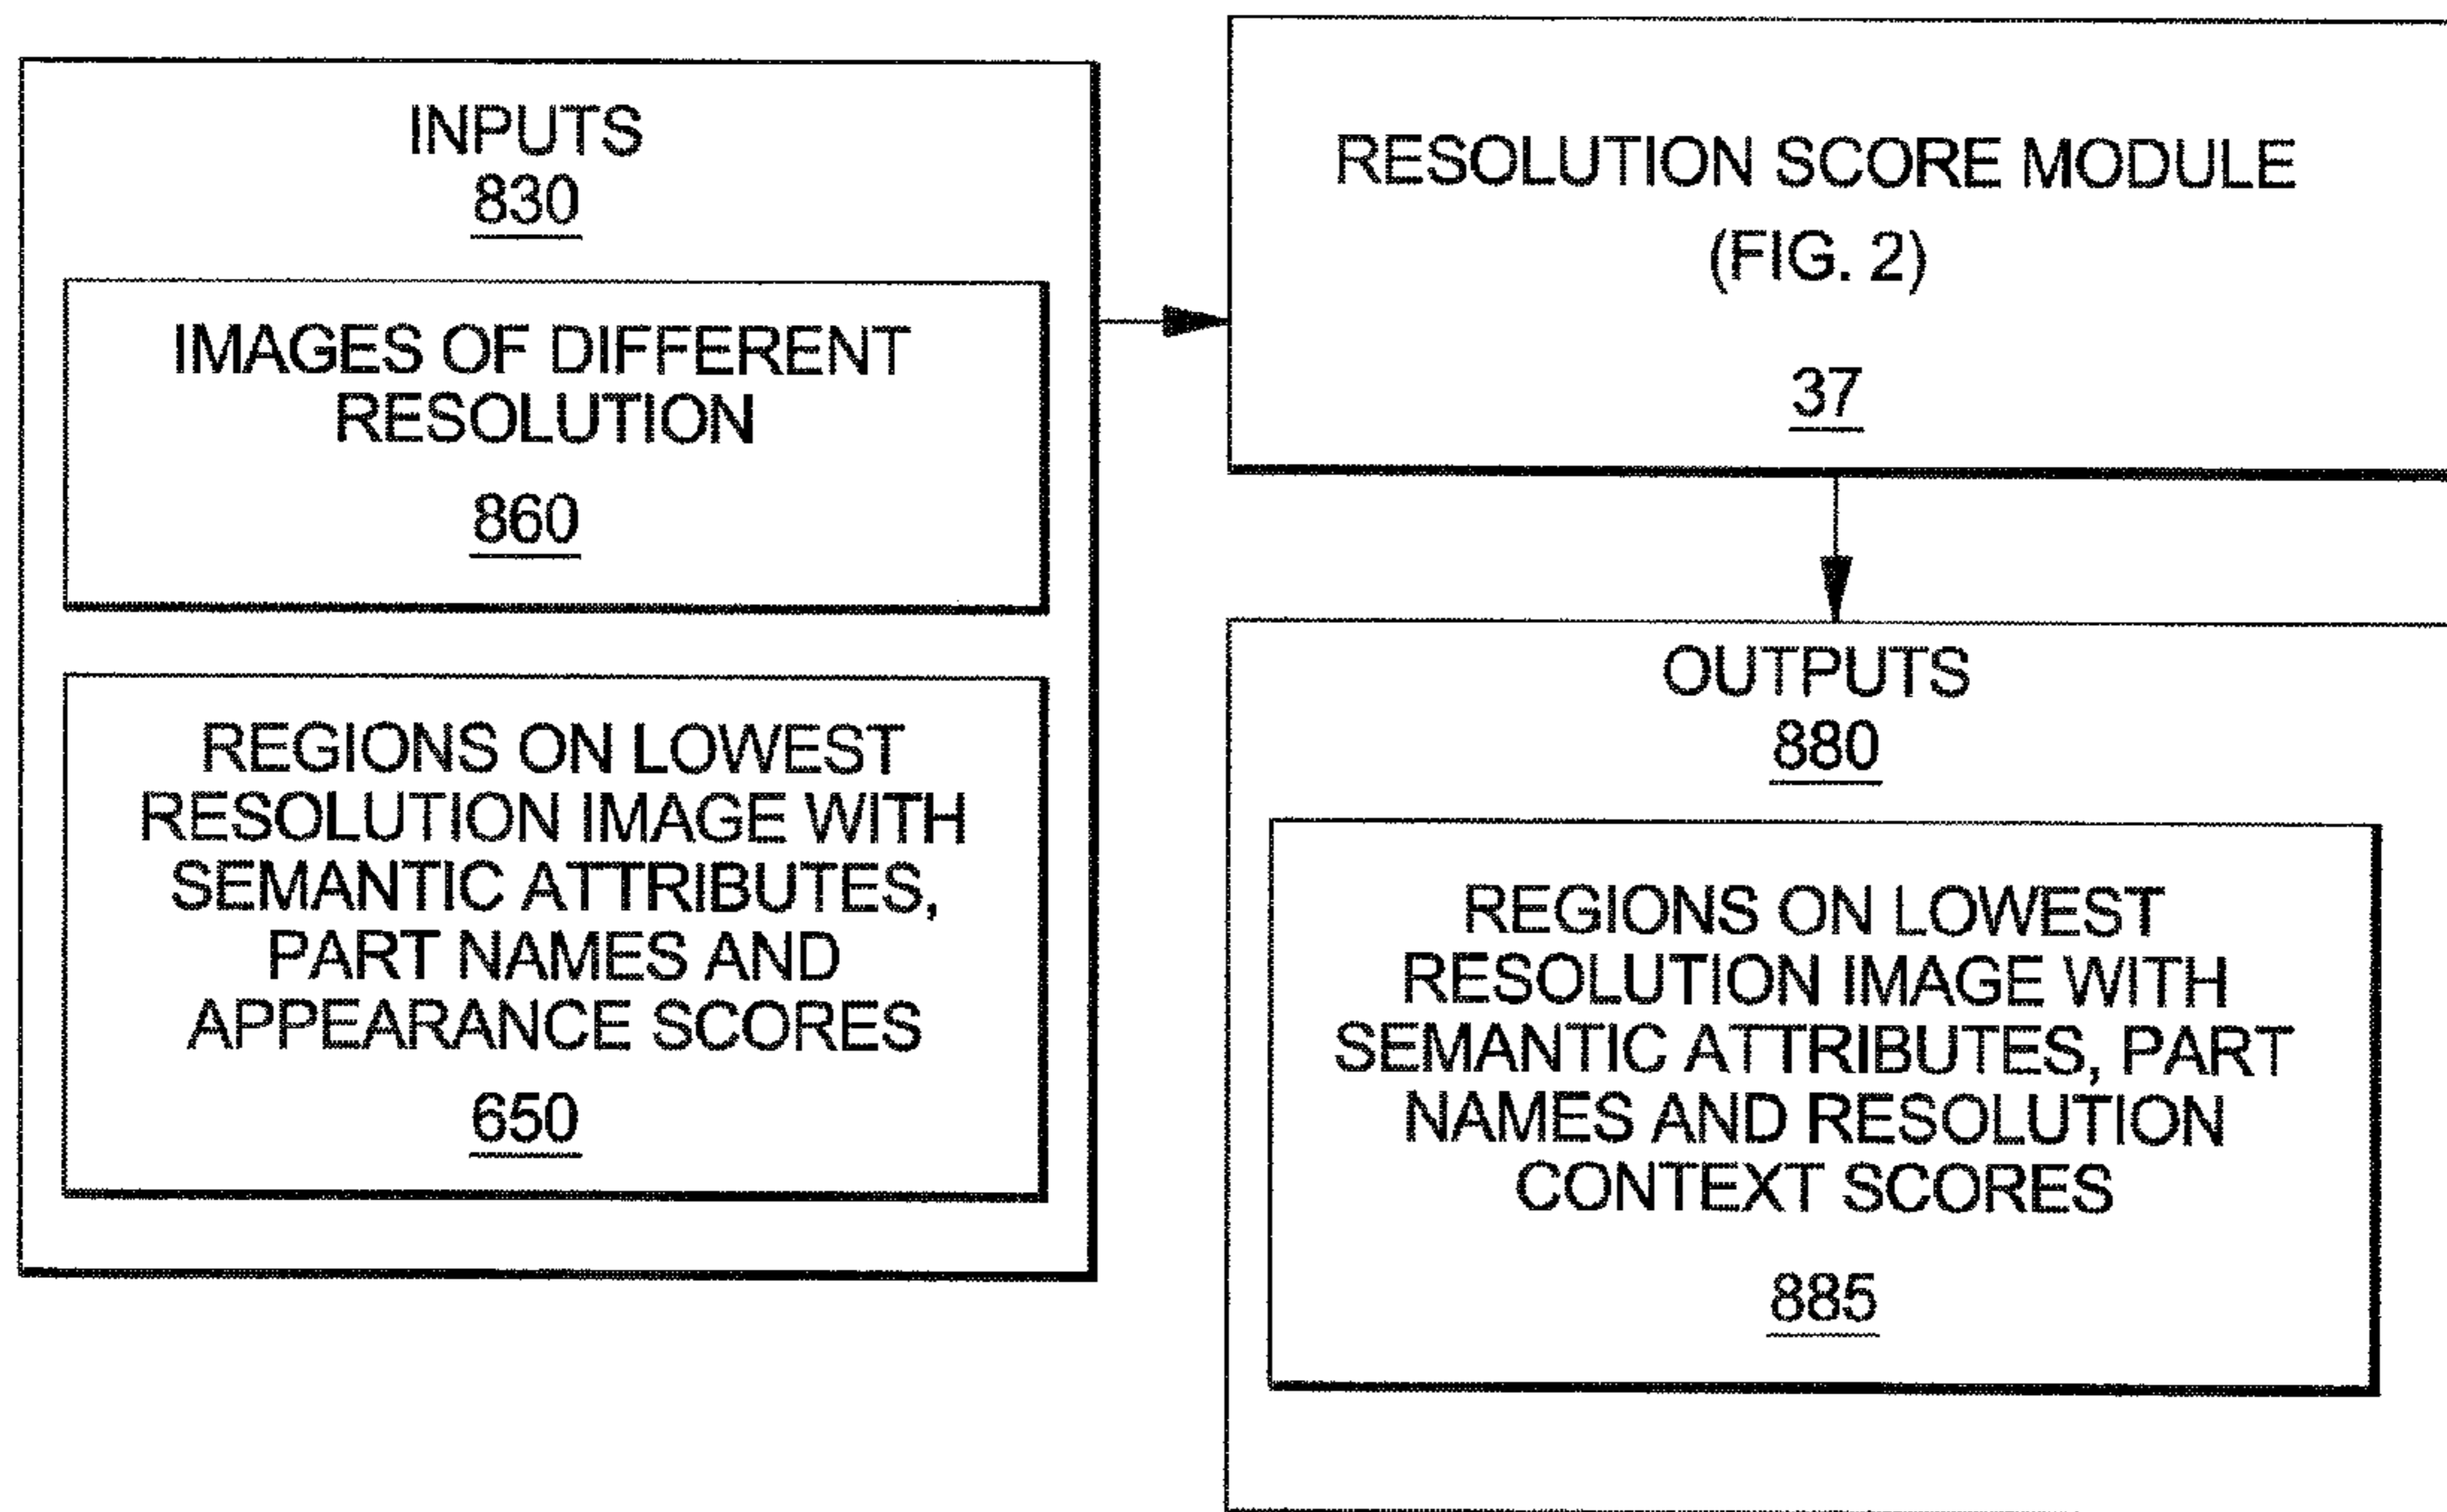 INPUTS
830
IMAGES OF DIFFERENT
RESOLUTION
860
REGIONS ON LOWEST
RESOLUTION IMAGE WITH
SEMANTIC ATTRIBUTES,
PART NAMES AND
APPEARANCE SCORES
650
RESOLUTION SCORE MODULE
(FIG. 2)
37
OUTPUTS
880
REGIONS ON LOWEST
RESOLUTION IMAGE WITH
SEMANTIC ATTRIBUTES, PART
NAMES AND RESOLUTION
CONTEXT SCORES
885